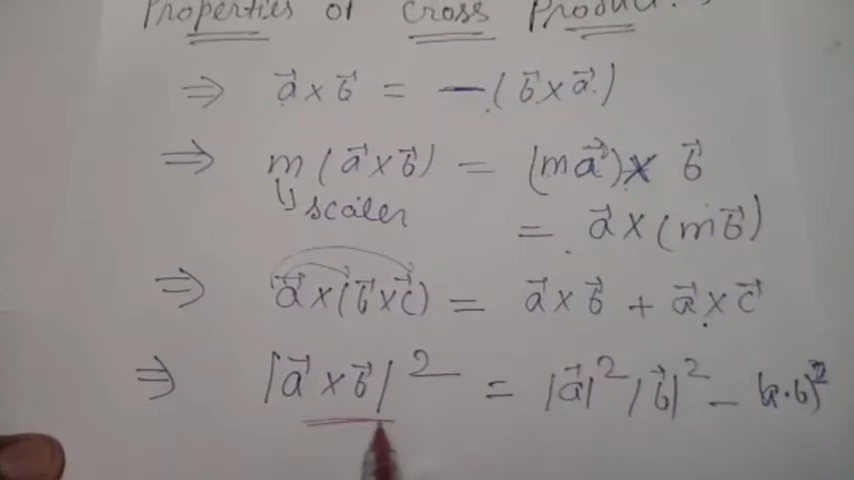 Properties of Cross Product
⇒ a⃗ × b⃗ = -(b⃗ × a⃗)
⇒ m(a⃗ × b⃗) = (ma⃗) × b⃗
scaler
= a⃗ × (mb⃗)
⇒ a⃗ × (b⃗ × c⃗) = a⃗ × b⃗ + a⃗ × c⃗
⇒ |a⃗ × b⃗|² = |a⃗|² |b⃗|² - (a·b)²